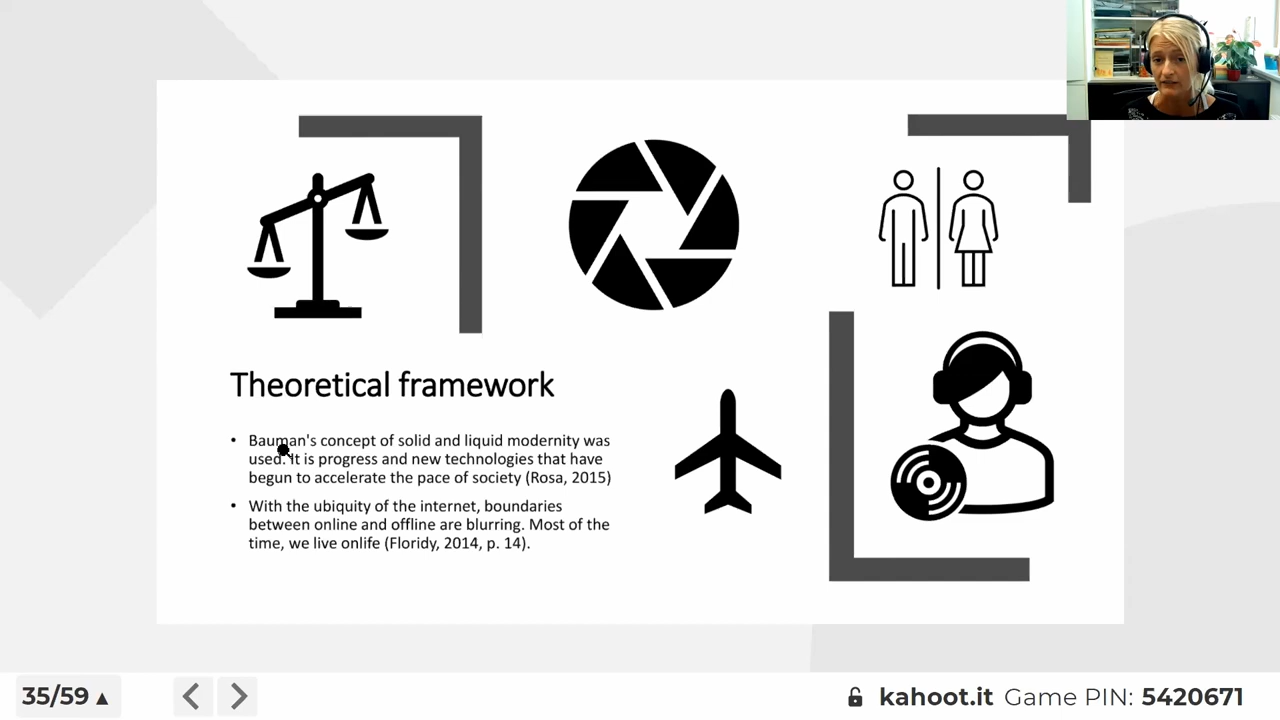 Theoretical framework
• Bauman's concept of solid and liquid modernity was
used. It is progress and new technologies that have
begun to accelerate the pace of society (Rosa, 2015)
• With the ubiquity of the internet, boundaries
between online and offline are blurring. Most of the
time, we live onlife (Floridy, 2014, p. 14).
35/59 ▲
kahoot.it Game PIN: 5420671